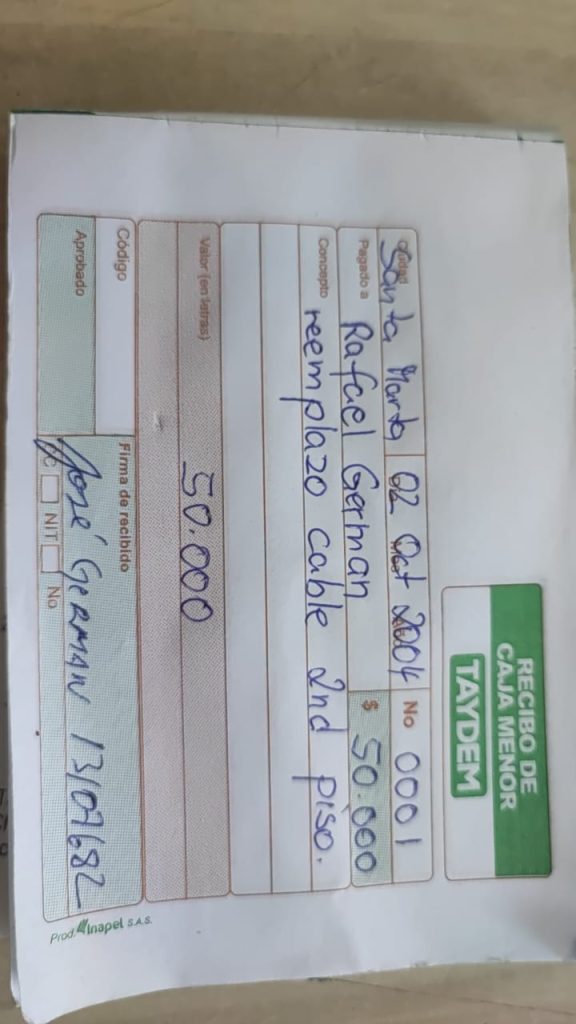 RECIBO DE
CAJA MENOR
TAYDEM
Ciudad Santa Marta 02 Oct 2004 No 0001
Pagado a Rafael German $ 50.000
Concepto reemplazo cable 2nd piso.
Valor (en letras)
50.000
Código
Firma de recibido
Aprobado
José GERMAN 13107682
CC NIT No
Prod. Inapel S.A.S.